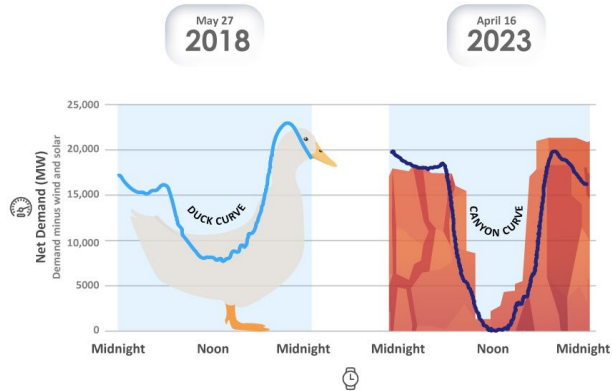 May 27
2018
April 16
2023
Net Demand (MW)
Demand minus wind and solar
25,000
20,000
15,000
10,000
5000
0
DUCK CURVE
CANYON CURVE
Midnight
Noon
Midnight
Midnight
Noon
Midnight